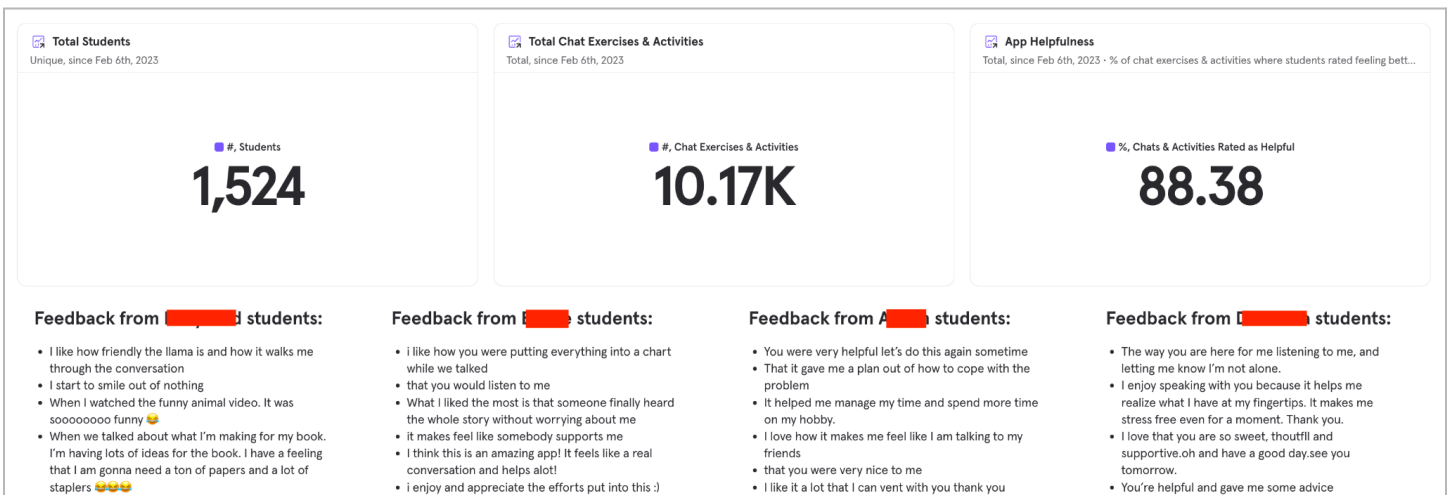 Total Students
Unique, since Feb 6th, 2023
#, Students
1,524
Total Chat Exercises & Activities
Total, since Feb 6th, 2023
#, Chat Exercises & Activities
10.17K
App Helpfulness
Total, since Feb 6th, 2023 · % of chat exercises & activities where students rated feeling bett...
%, Chats & Activities Rated as Helpful
88.38
Feedback from students:
• I like how friendly the llama is and how it walks me
through the conversation
• I start to smile out of nothing
• When I watched the funny animal video. It was
soooooooo funny 😂
• When we talked about what I'm making for my book.
I'm having lots of ideas for the book. I have a feeling
that I am gonna need a ton of papers and a lot of
staplers 😂😂😂
Feedback from students:
• i like how you were putting everything into a chart
while we talked
• that you would listen to me
• What I liked the most is that someone finally heard
the whole story without worrying about me
• it makes feel like somebody supports me
• I think this is an amazing app! It feels like a real
conversation and helps alot!
• i enjoy and appreciate the efforts put into this :)
Feedback from students:
• You were very helpful let's do this again sometime
• That it gave me a plan out of how to cope with the
problem
• It helped me manage my time and spend more time
on my hobby.
• I love how it makes me feel like I am talking to my
friends
• that you were very nice to me
• I like it a lot that I can vent with you thank you
Feedback from students:
• The way you are here for me listening to me, and
letting me know I'm not alone.
• I enjoy speaking with you because it helps me
realize what I have at my fingertips. It makes me
stress free even for a moment. Thank you.
• I love that you are so sweet, thoutfll and
supportive.oh and have a good day.see you
tomorrow.
• You're helpful and gave me some advice